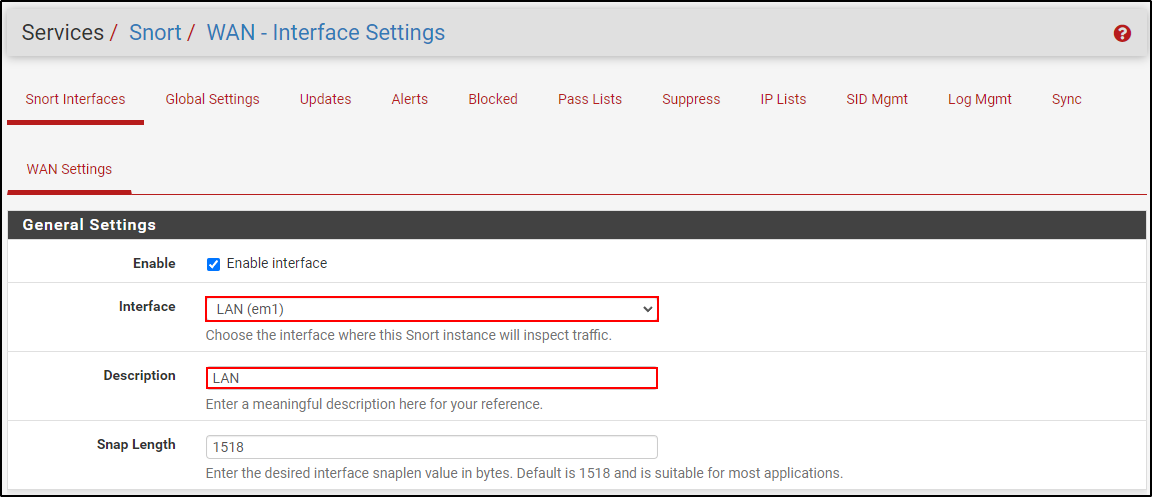 Services / Snort / WAN - Interface Settings
?
Snort Interfaces Global Settings Updates Alerts Blocked Pass Lists Suppress IP Lists SID Mgmt Log Mgmt Sync
WAN Settings
General Settings
Enable Enable interface
Interface LAN (em1)
Choose the interface where this Snort instance will inspect traffic.
Description LAN
Enter a meaningful description here for your reference.
Snap Length 1518
Enter the desired interface snaplen value in bytes. Default is 1518 and is suitable for most applications.